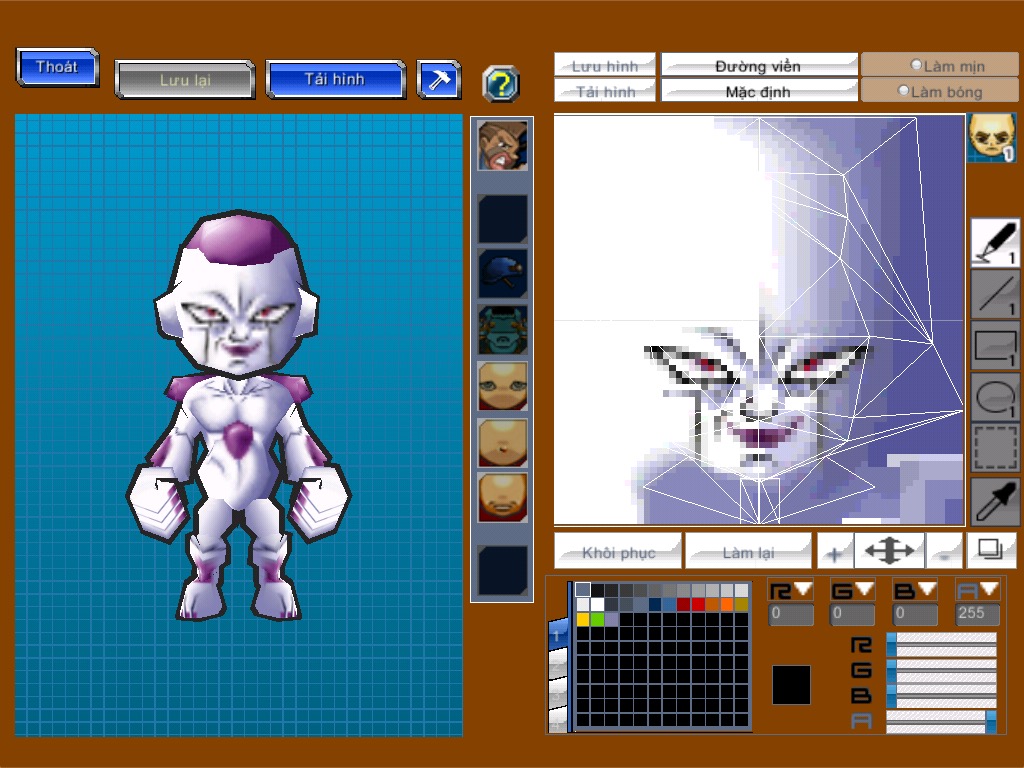 Thoát
Lưu lại
Tải hình
?
Lưu hình
Đường viền
Làm mịn
Tải hình
Mặc định
Làm bóng
1
1
1
1
1
Khôi phục
Làm lại
+
-
R
G
B
A
0
0
0
255
1
R
G
B
A